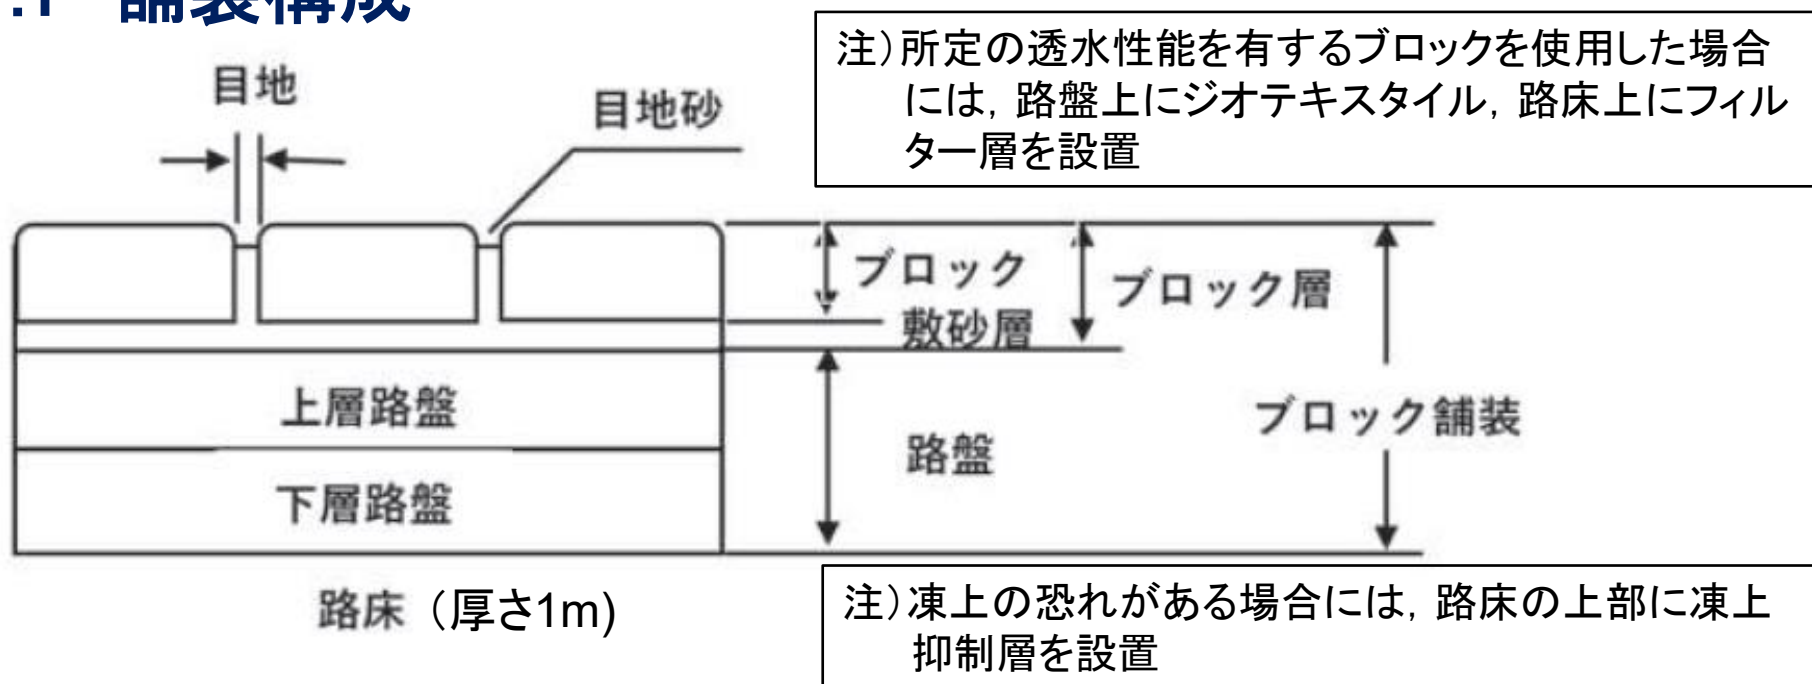 .1 舗装構成
注）所定の透水性能を有するブロックを使用した場合
には，路盤上にジオテキスタイル，路床上にフィル
ター層を設置
目地
目地砂
ブロック
ブロック層
敷砂層
上層路盤
ブロック舗装
路盤
下層路盤
路床（厚さ1m)
注）凍上の恐れがある場合には，路床の上部に凍上
抑制層を設置